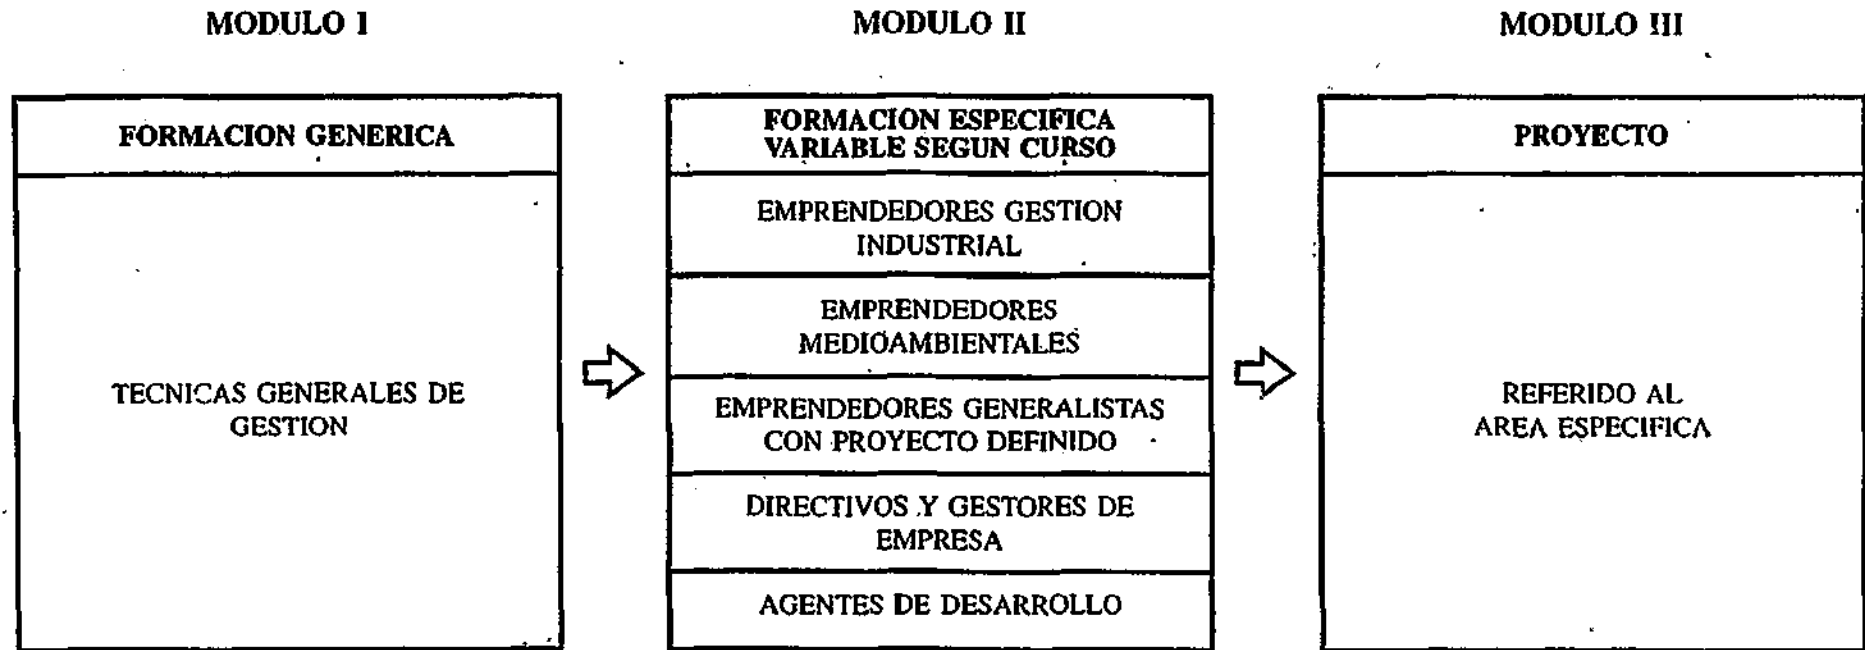 MODULO I
FORMACION GENERICA
TECNICAS GENERALES DE
GESTION
MODULO II
FORMACION ESPECIFICA
VARIABLE SEGUN CURSO
EMPRENDEDORES GESTION
INDUSTRIAL
EMPRENDEDORES
MEDIOAMBIENTALES
EMPRENDEDORES GENERALISTAS
CON PROYECTO DEFINIDO
DIRECTIVOS Y GESTORES DE
EMPRESA
AGENTES DE DESARROLLO
MODULO III
PROYECTO
REFERIDO AL
AREA ESPECIFICA